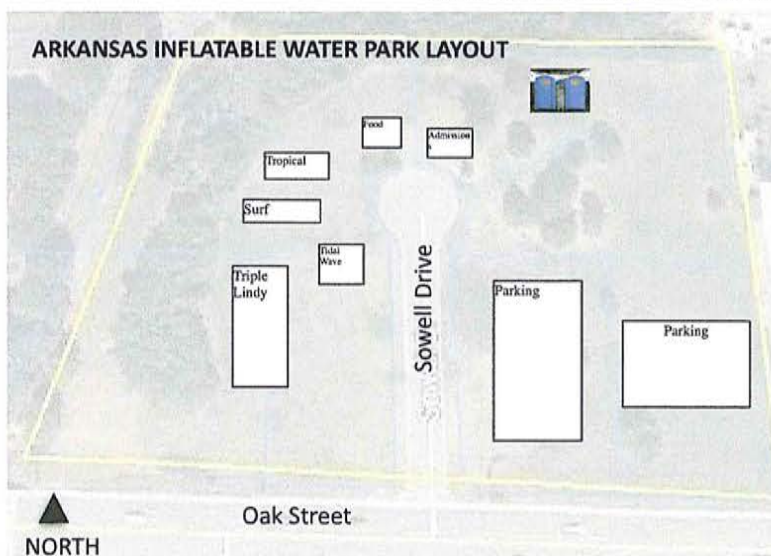 ARKANSAS INFLATABLE WATER PARK LAYOUT
Food
Admission
s
Tropical
Surf
Tidal
Wave
Triple
Lindy
Sowell Drive
Parking
Parking
Oak Street
NORTH